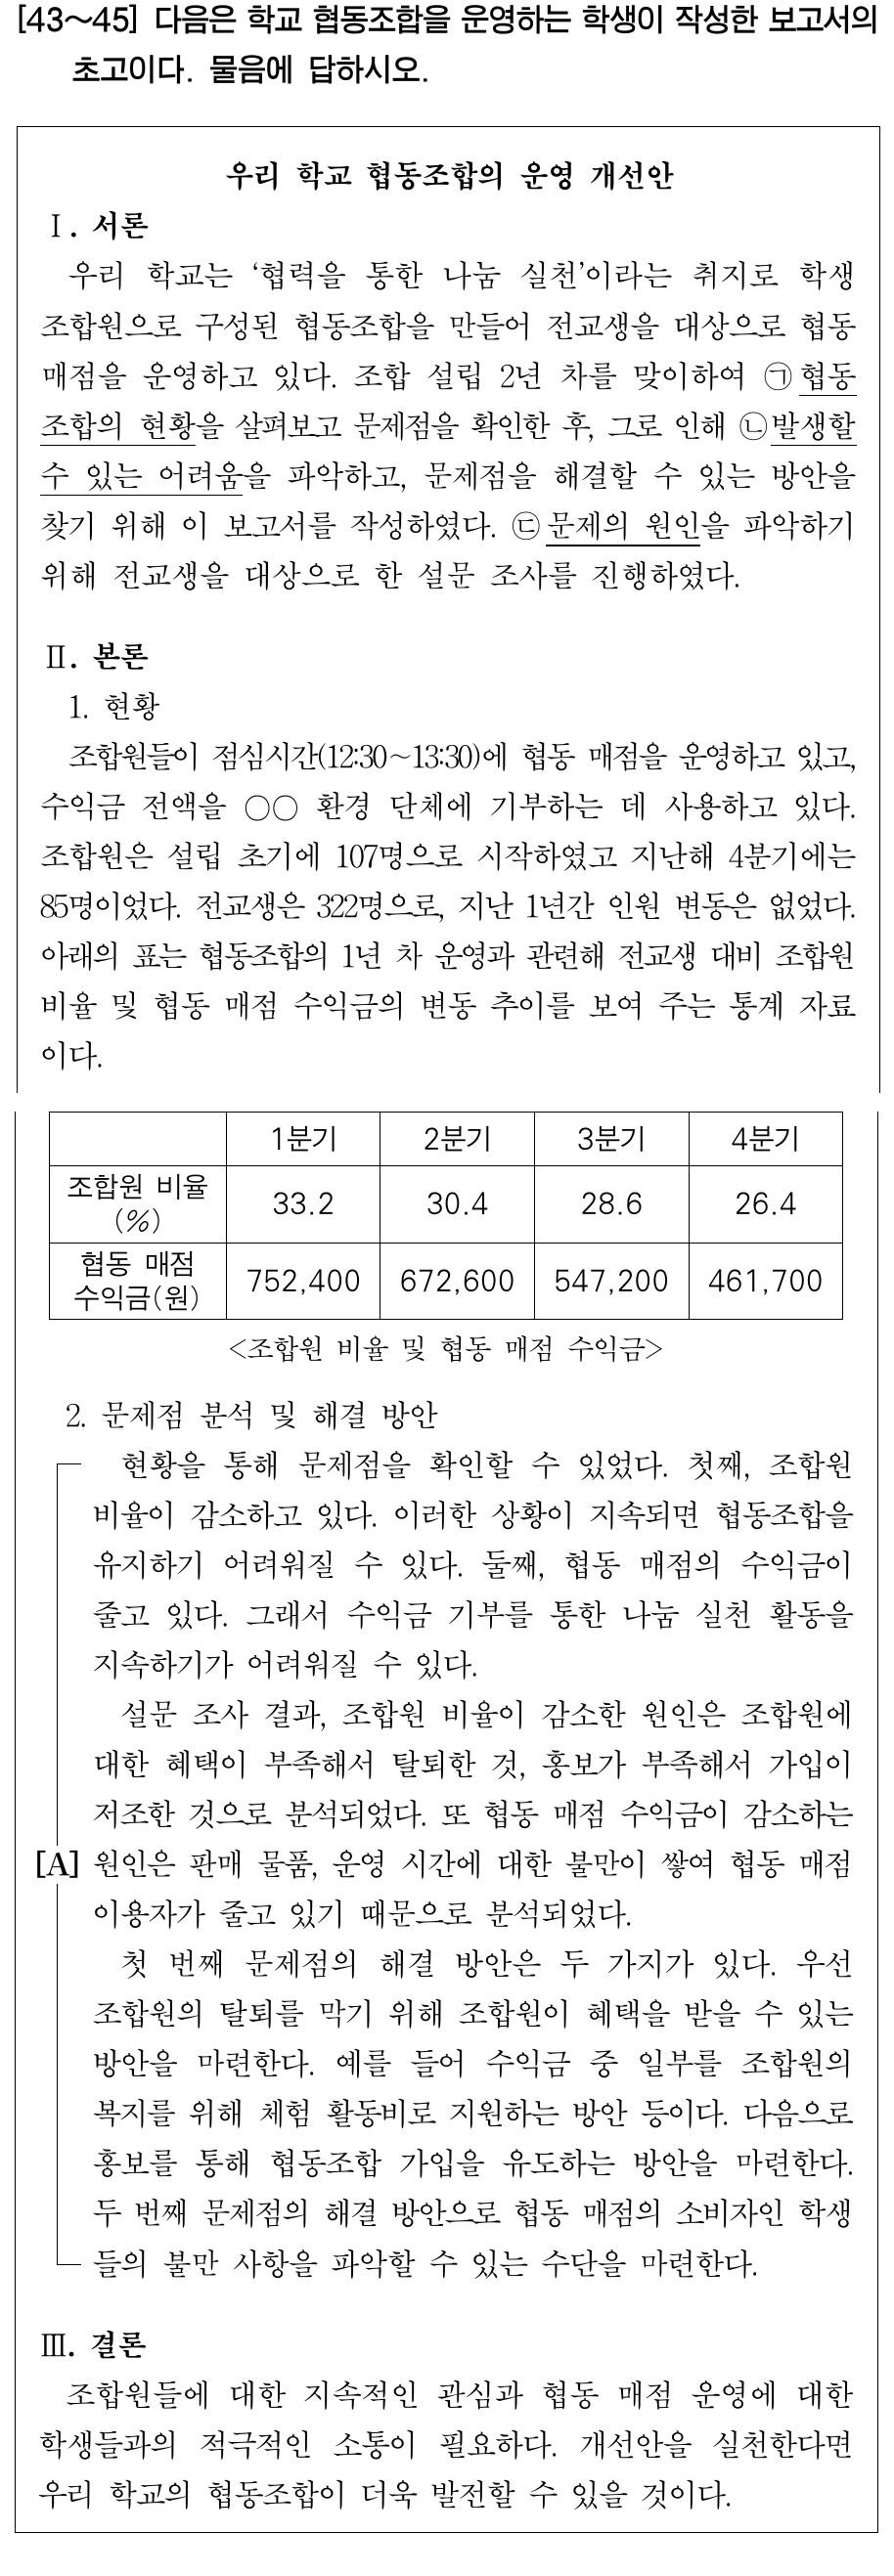 [43～45] 다음은 학교 협동조합을 운영하는 학생이 작성한 보고서의
초고이다. 물음에 답하시오.
우리 학교 협동조합의 운영 개선안
Ⅰ. 서론
우리 학교는 ‘협력을 통한 나눔 실천’이라는 취지로 학생
조합원으로 구성된 협동조합을 만들어 전교생을 대상으로 협동
매점을 운영하고 있다. 조합 설립 2년 차를 맞이하여 ㉠협동
조합의 현황을 살펴보고 문제점을 확인한 후, 그로 인해 ㉡발생할
수 있는 어려움을 파악하고, 문제점을 해결할 수 있는 방안을
찾기 위해 이 보고서를 작성하였다. ㉢문제의 원인을 파악하기
위해 전교생을 대상으로 한 설문 조사를 진행하였다.
Ⅱ. 본론
1. 현황
조합원들이 점심시간(12:30～13:30)에 협동 매점을 운영하고 있고,
수익금 전액을 ○○ 환경 단체에 기부하는 데 사용하고 있다.
조합원은 설립 초기에 107명으로 시작하였고 지난해 4분기에는
85명이었다. 전교생은 322명으로, 지난 1년간 인원 변동은 없었다.
아래의 표는 협동조합의 1년 차 운영과 관련해 전교생 대비 조합원
비율 및 협동 매점 수익금의 변동 추이를 보여 주는 통계 자료
이다.
1분기 2분기 3분기 4분기
조합원 비율
(%) 33.2 30.4 28.6 26.4
협동 매점
수익금(원) 752,400 672,600 547,200 461,700
<조합원 비율 및 협동 매점 수익금>
2. 문제점 분석 및 해결 방안
현황을 통해 문제점을 확인할 수 있었다. 첫째, 조합원
비율이 감소하고 있다. 이러한 상황이 지속되면 협동조합을
유지하기 어려워질 수 있다. 둘째, 협동 매점의 수익금이
줄고 있다. 그래서 수익금 기부를 통한 나눔 실천 활동을
지속하기가 어려워질 수 있다.
설문 조사 결과, 조합원 비율이 감소한 원인은 조합원에
대한 혜택이 부족해서 탈퇴한 것, 홍보가 부족해서 가입이
저조한 것으로 분석되었다. 또 협동 매점 수익금이 감소하는
[A] 원인은 판매 물품, 운영 시간에 대한 불만이 쌓여 협동 매점
이용자가 줄고 있기 때문으로 분석되었다.
첫 번째 문제점의 해결 방안은 두 가지가 있다. 우선
조합원의 탈퇴를 막기 위해 조합원이 혜택을 받을 수 있는
방안을 마련한다. 예를 들어 수익금 중 일부를 조합원의
복지를 위해 체험 활동비로 지원하는 방안 등이다. 다음으로
홍보를 통해 협동조합 가입을 유도하는 방안을 마련한다.
두 번째 문제점의 해결 방안으로 협동 매점의 소비자인 학생
들의 불만 사항을 파악할 수 있는 수단을 마련한다.
Ⅲ. 결론
조합원들에 대한 지속적인 관심과 협동 매점 운영에 대한
학생들과의 적극적인 소통이 필요하다. 개선안을 실천한다면
우리 학교의 협동조합이 더욱 발전할 수 있을 것이다.